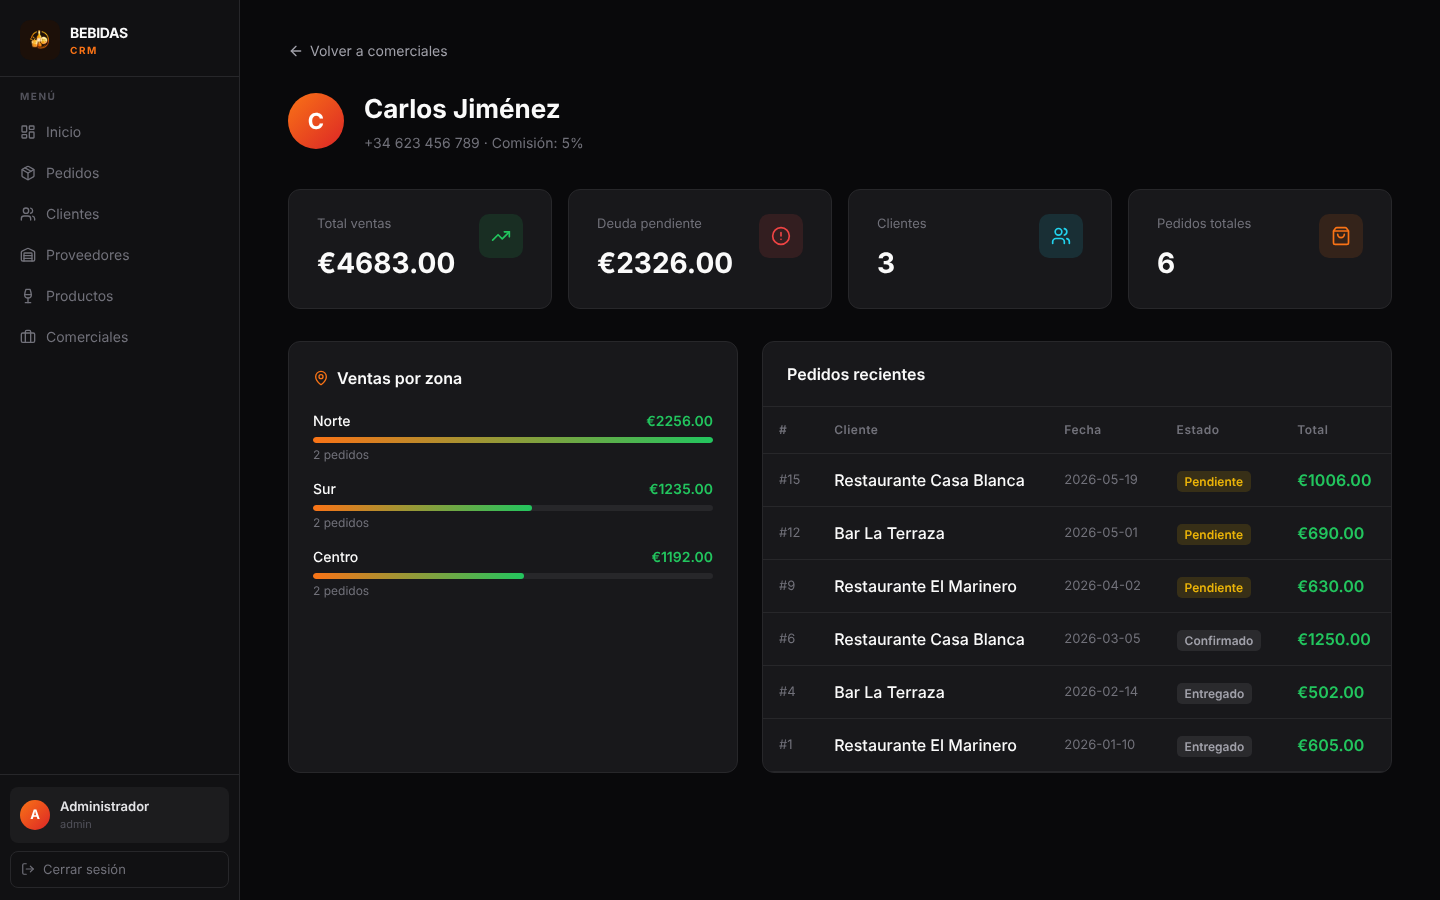 BEBIDAS
CRM
MENÚ
Inicio
Pedidos
Clientes
Proveedores
Productos
Comerciales
A
Administrador
admin
Cerrar sesión
Volver a comerciales
C
Carlos Jiménez
+34 623 456 789 · Comisión: 5%
Total ventas
€4683.00
Deuda pendiente
€2326.00
Clientes
3
Pedidos totales
6
Ventas por zona
Norte €2256.00
2 pedidos
Sur €1235.00
2 pedidos
Centro €1192.00
2 pedidos
Pedidos recientes
# Cliente Fecha Estado Total
#15 Restaurante Casa Blanca 2026-05-19 Pendiente €1006.00
#12 Bar La Terraza 2026-05-01 Pendiente €690.00
#9 Restaurante El Marinero 2026-04-02 Pendiente €630.00
#6 Restaurante Casa Blanca 2026-03-05 Confirmado €1250.00
#4 Bar La Terraza 2026-02-14 Entregado €502.00
#1 Restaurante El Marinero 2026-01-10 Entregado €605.00